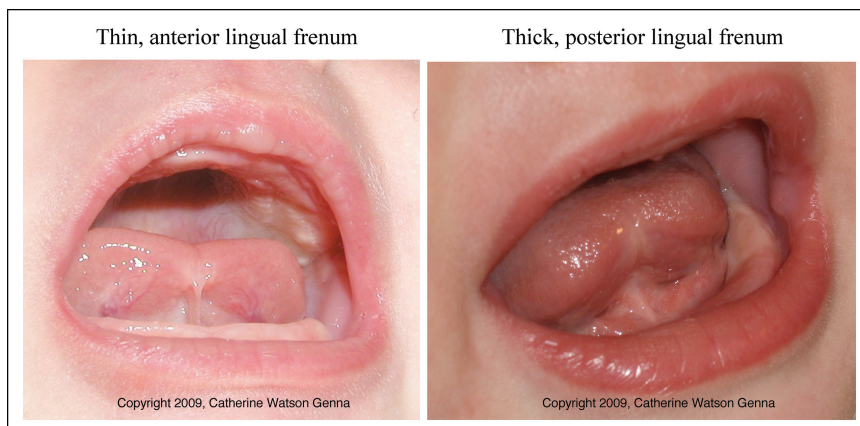 Thin, anterior lingual frenum
Thick, posterior lingual frenum
Copyright 2009, Catherine Watson Genna
Copyright 2009, Catherine Watson Genna